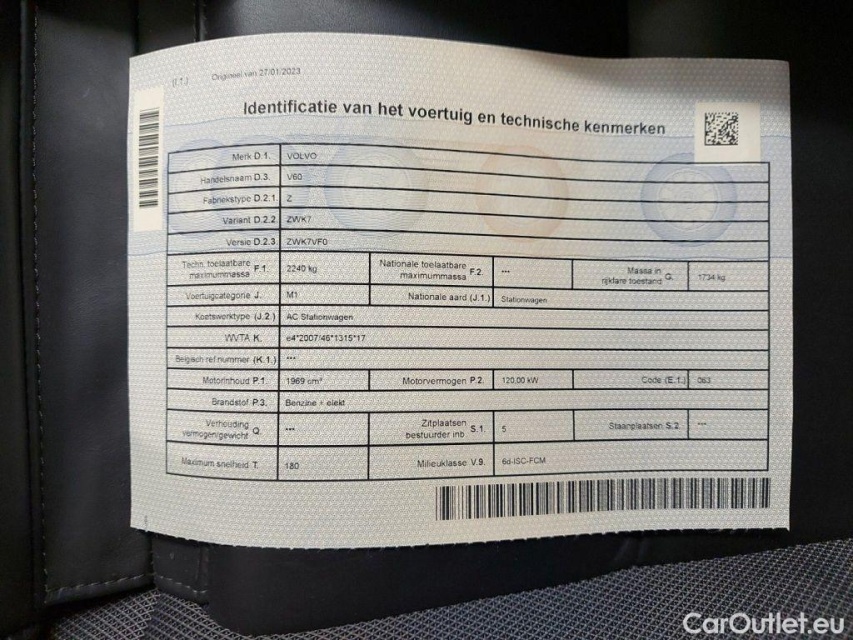 (I.1.) Origineel van 27/01/2023
Identificatie van het voertuig en technische kenmerken
Merk D.1. VOLVO
Handelsnaam D.3. V60
Fabriekstype D.2.1. Z
Variant D.2.2. ZWK7
Versie D.2.3. ZWK7VF0
Techn. toelaatbare maximummassa F.1. 2240 kg Nationale toelaatbare maximummassa F.2. --- Massa in rijklare toestand G. 1734 kg
Voertuigcategorie J. M1 Nationale aard (J.1.) Stationwagen
Koetswerktype (J.2.) AC Stationwagen
WVTA K. e4*2007/46*1315*17
Belgisch ref.nummer (K.1.) ---
Motorinhoud P.1. 1969 cm³ Motorvermogen P.2. 120,00 kW Code (E.1.) 063
Brandstof P.3. Benzine + elekt
Verhouding vermogen/gewicht Q. --- Zitplaatsen bestuurder inb. S.1. 5 Staanplaatsen S.2. ---
Maximum snelheid T. 180 Milieuklasse V.9. 6d-ISC-FCM
CarOutlet.eu